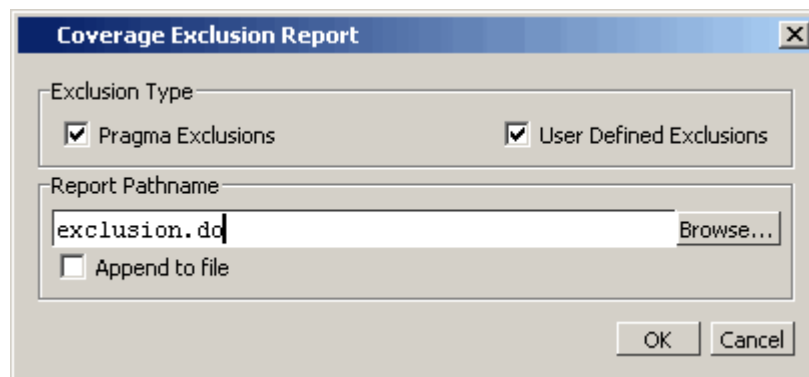 Coverage Exclusion Report
Exclusion Type
Pragma Exclusions User Defined Exclusions
Report Pathname
exclusion.do Browse...
Append to file
OK Cancel